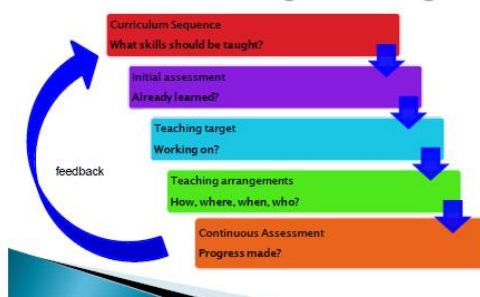 Curriculum Sequence
What skills should be taught?
Initial assessment
Already learned?
Teaching target
Working on?
feedback
Teaching arrangements
How, where, when, who?
Continuous Assessment
Progress made?